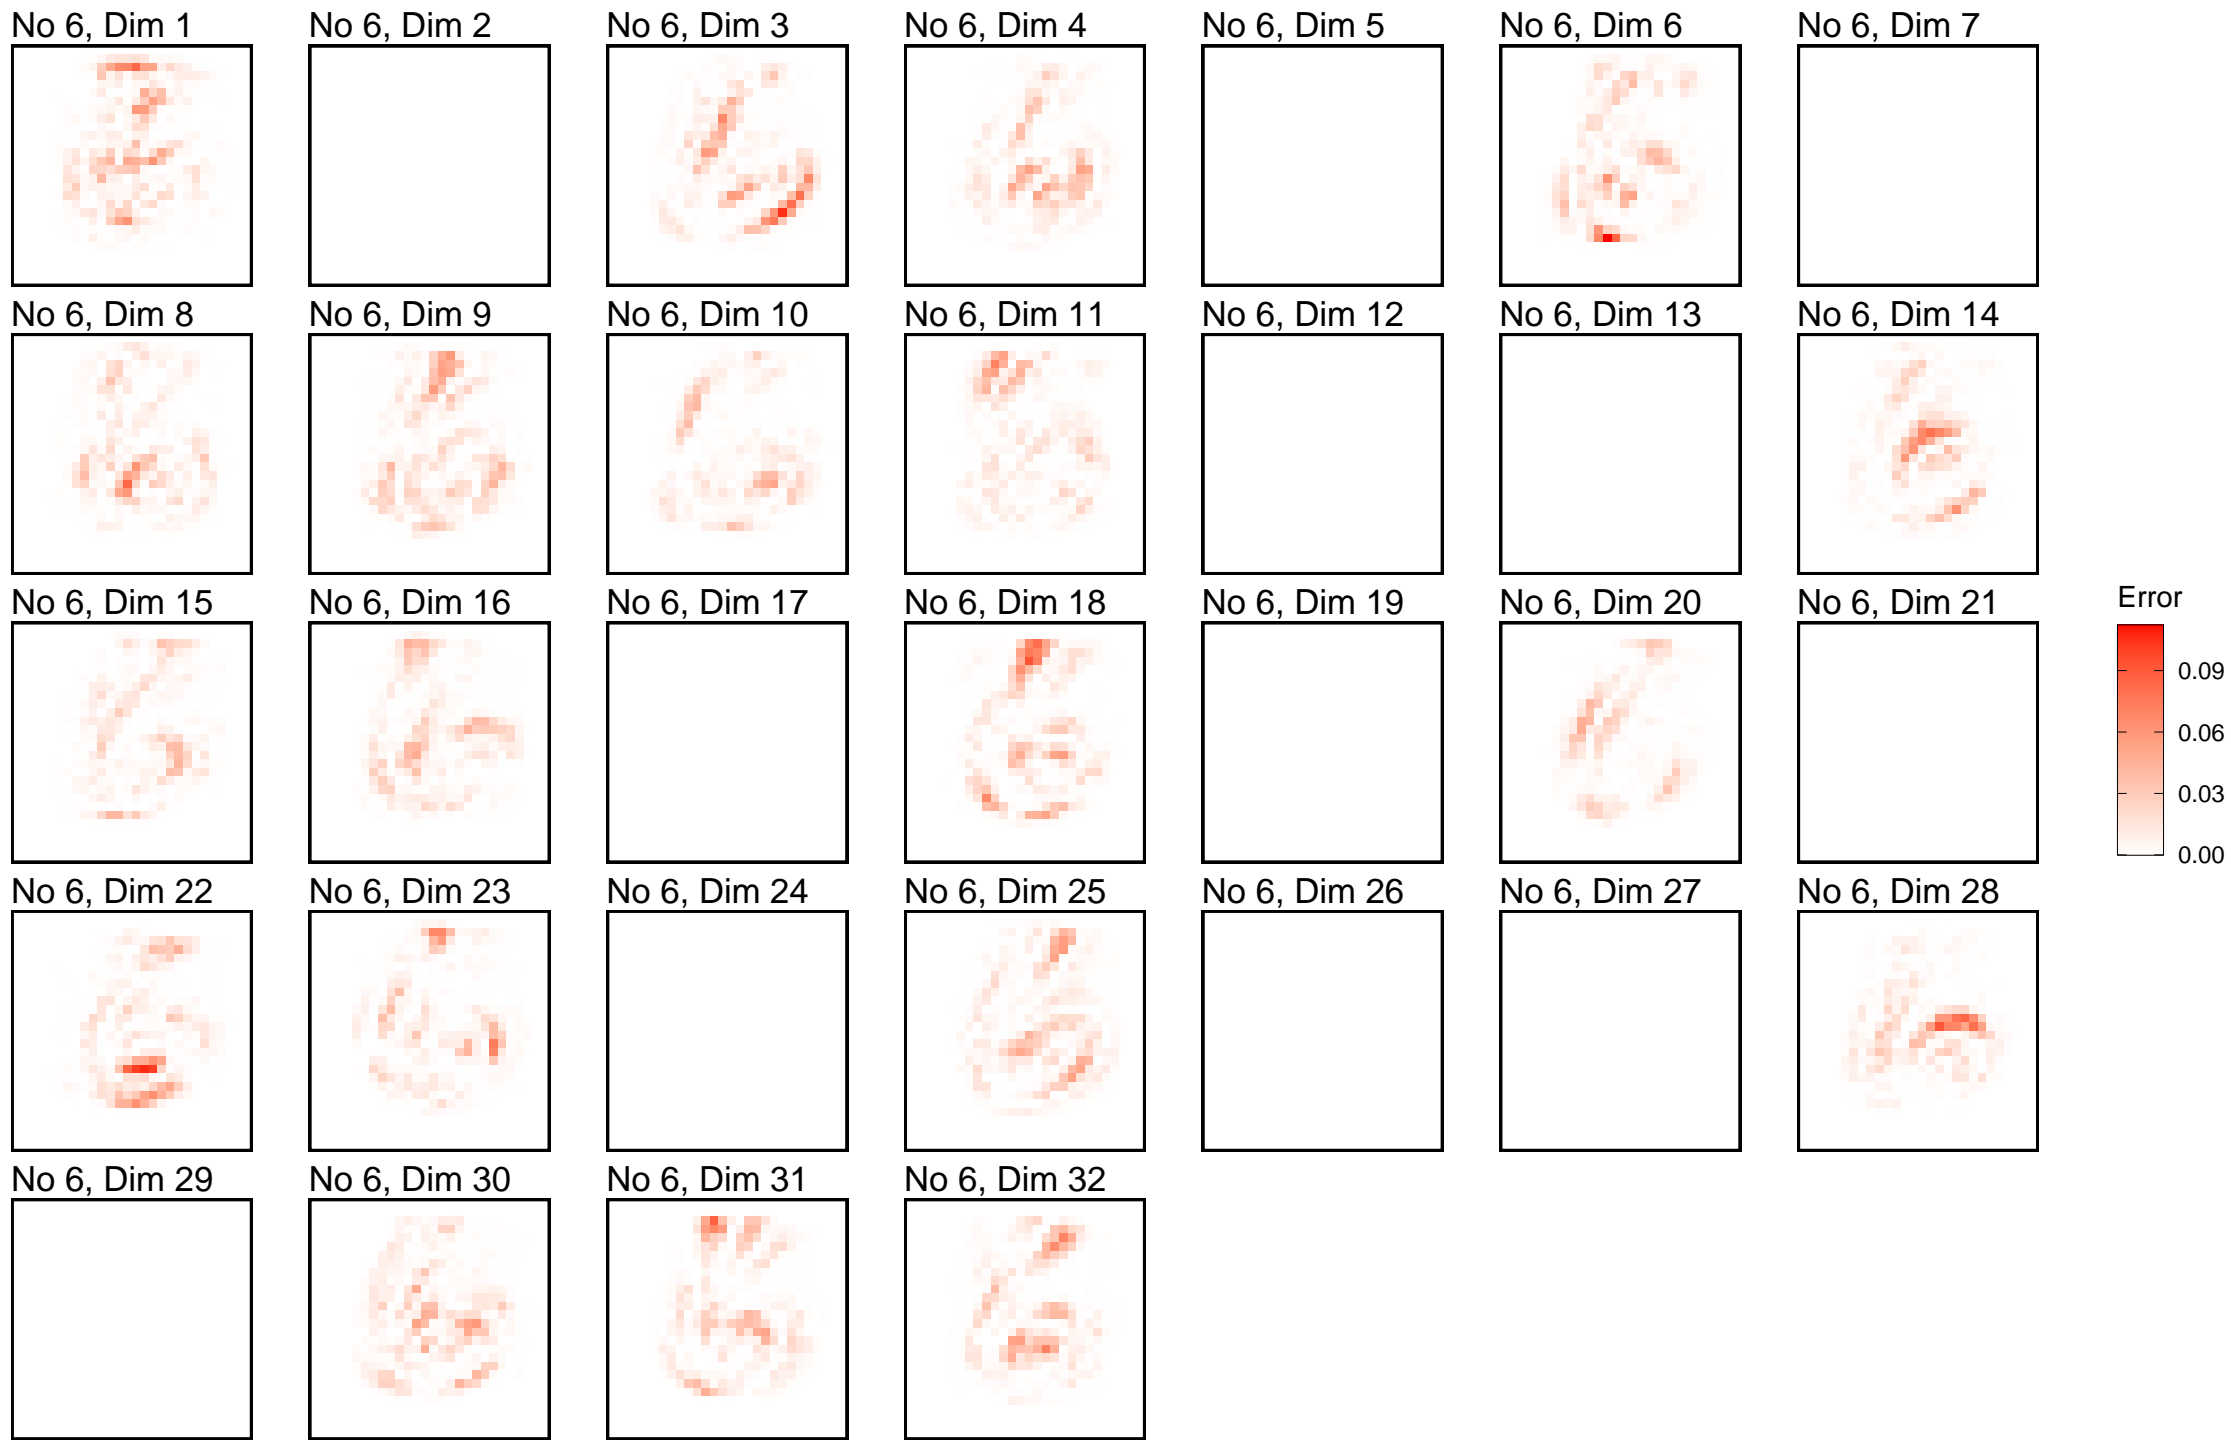 No 6, Dim 1
No 6, Dim 2
No 6, Dim 3
No 6, Dim 4
No 6, Dim 5
No 6, Dim 6
No 6, Dim 7
No 6, Dim 8
No 6, Dim 9
No 6, Dim 10
No 6, Dim 11
No 6, Dim 12
No 6, Dim 13
No 6, Dim 14
No 6, Dim 15
No 6, Dim 16
No 6, Dim 17
No 6, Dim 18
No 6, Dim 19
No 6, Dim 20
No 6, Dim 21
No 6, Dim 22
No 6, Dim 23
No 6, Dim 24
No 6, Dim 25
No 6, Dim 26
No 6, Dim 27
No 6, Dim 28
No 6, Dim 29
No 6, Dim 30
No 6, Dim 31
No 6, Dim 32
Error
0.09
0.06
0.03
0.00